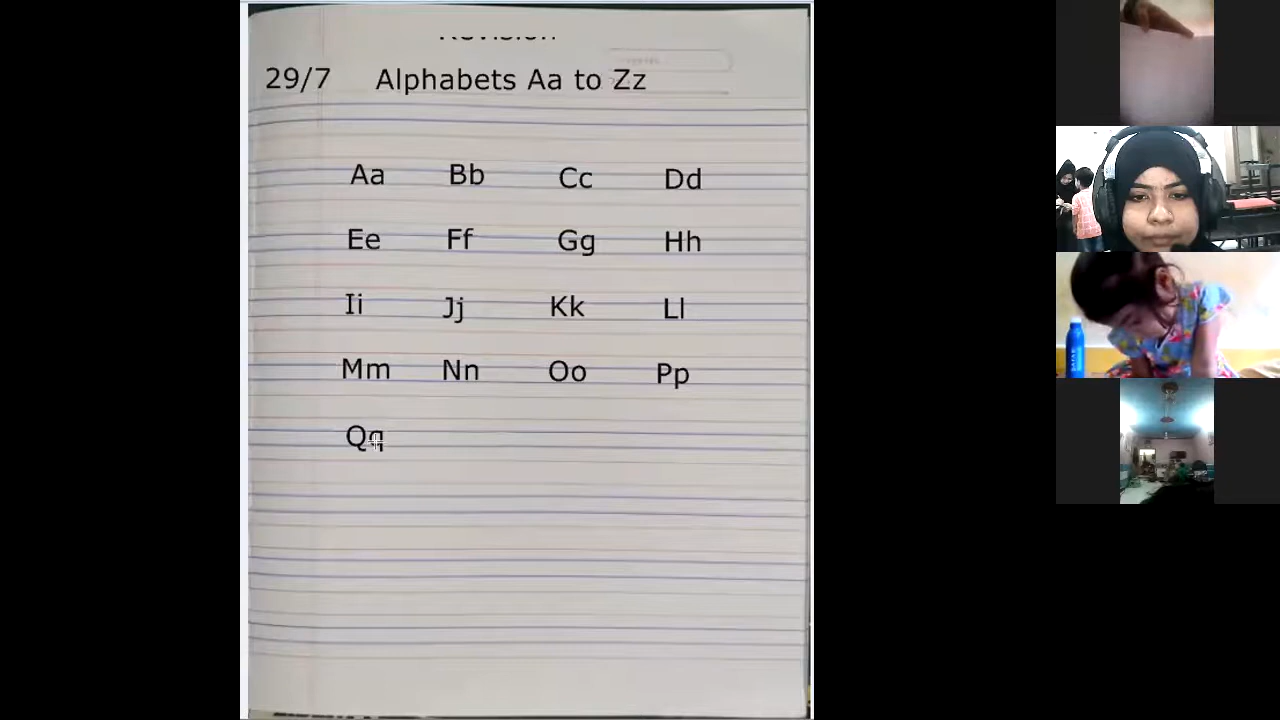 Revision
29/7 Alphabets Aa to Zz
Aa Bb Cc Dd
Ee Ff Gg Hh
Ii Jj Kk Ll
Mm Nn Oo Pp
Qq